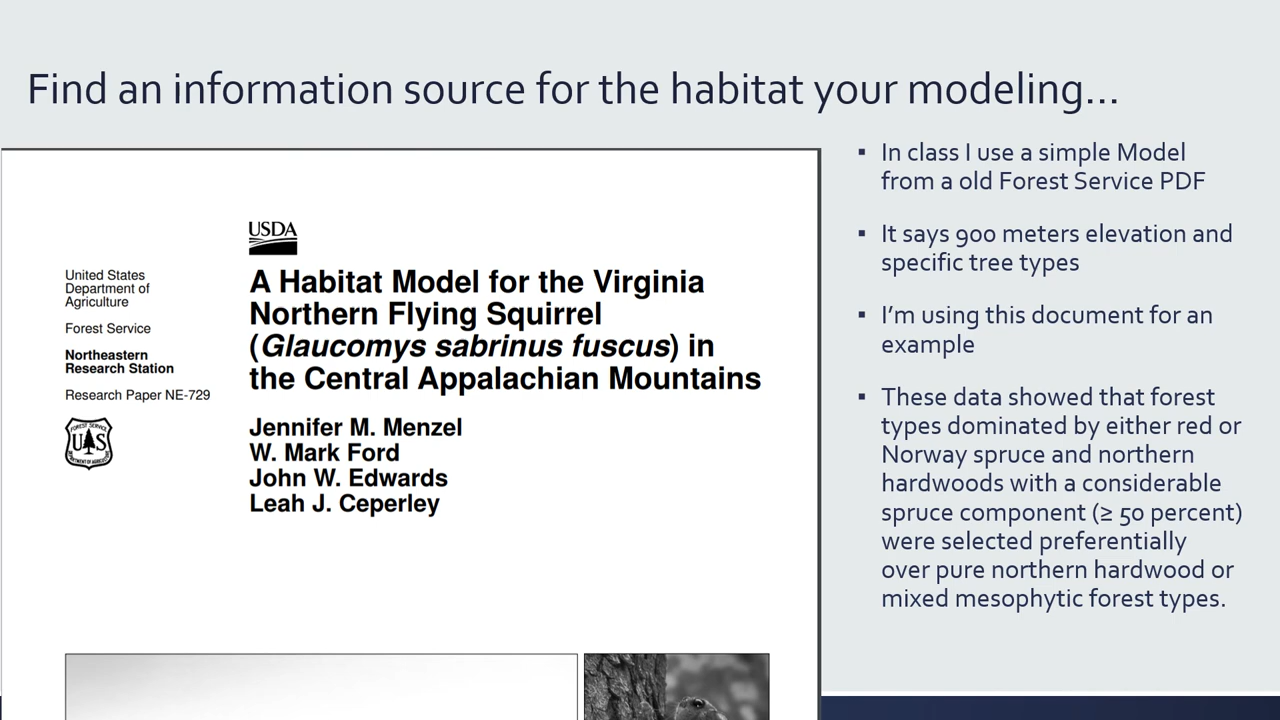 Find an information source for the habitat your modeling...
USDA
United States
Department of
Agriculture
Forest Service
Northeastern
Research Station
Research Paper NE-729
FOREST SERVICE
U S
DEPARTMENT OF AGRICULTURE
A Habitat Model for the Virginia
Northern Flying Squirrel
(Glaucomys sabrinus fuscus) in
the Central Appalachian Mountains
Jennifer M. Menzel
W. Mark Ford
John W. Edwards
Leah J. Ceperley
▪ In class I use a simple Model
from a old Forest Service PDF
▪ It says 900 meters elevation and
specific tree types
▪ I'm using this document for an
example
▪ These data showed that forest
types dominated by either red or
Norway spruce and northern
hardwoods with a considerable
spruce component (≥ 50 percent)
were selected preferentially
over pure northern hardwood or
mixed mesophytic forest types.